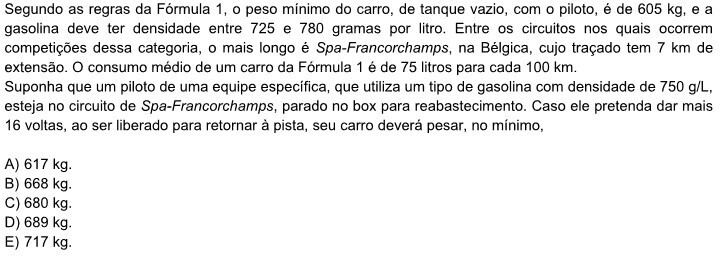 Segundo as regras da Fórmula 1, o peso mínimo do carro, de tanque vazio, com o piloto, é de 605 kg, e a
gasolina deve ter densidade entre 725 e 780 gramas por litro. Entre os circuitos nos quais ocorrem
competições dessa categoria, o mais longo é Spa-Francorchamps, na Bélgica, cujo traçado tem 7 km de
extensão. O consumo médio de um carro da Fórmula 1 é de 75 litros para cada 100 km.
Suponha que um piloto de uma equipe específica, que utiliza um tipo de gasolina com densidade de 750 g/L,
esteja no circuito de Spa-Francorchamps, parado no box para reabastecimento. Caso ele pretenda dar mais
16 voltas, ao ser liberado para retornar à pista, seu carro deverá pesar, no mínimo,
A) 617 kg.
B) 668 kg.
C) 680 kg.
D) 689 kg.
E) 717 kg.